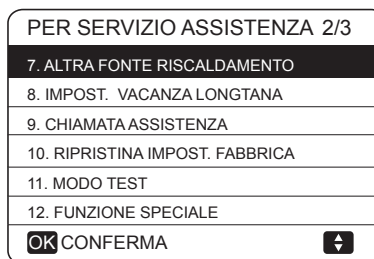 PER SERVIZIO ASSISTENZA 2/3
7. ALTRA FONTE RISCALDAMENTO
8. IMPOST. VACANZA LONGTANA
9. CHIAMATA ASSISTENZA
10. RIPRISTINA IMPOST. FABBRICA
11. MODO TEST
12. FUNZIONE SPECIALE
OK CONFERMA